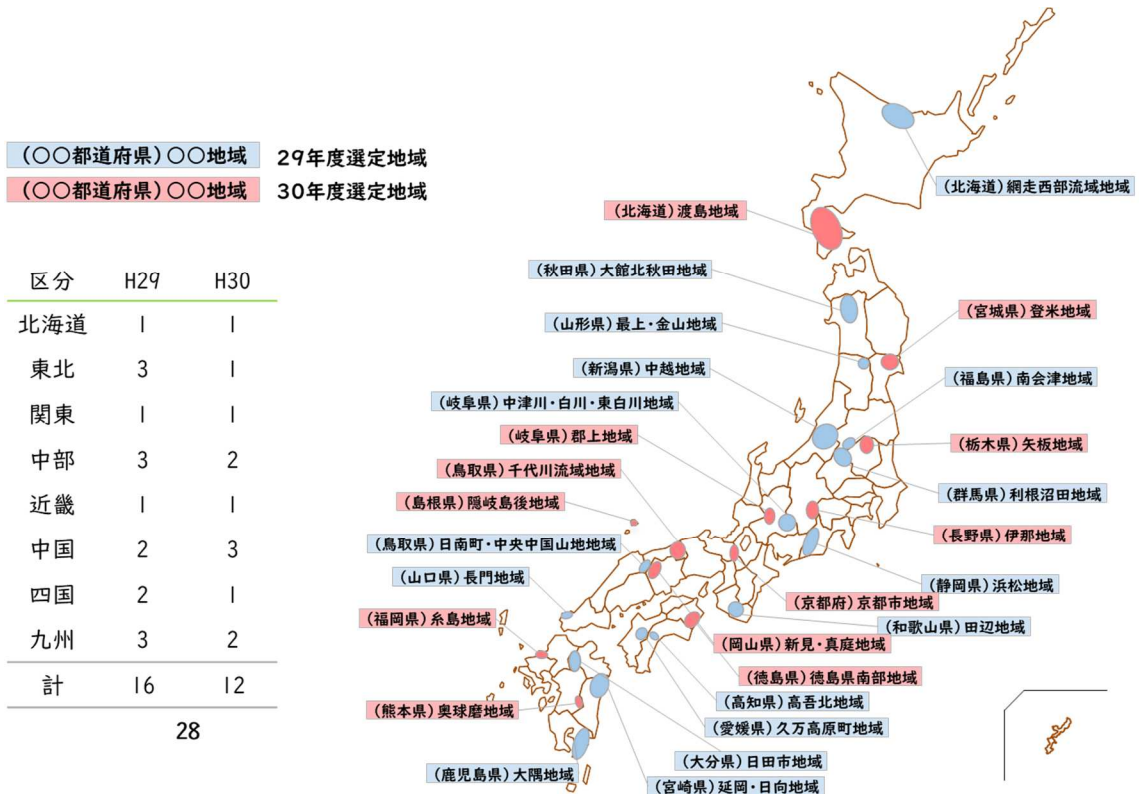 (○○都道府県)○○地域 29年度選定地域
(○○都道府県)○○地域 30年度選定地域
区分 H29 H30
北海道 1 1
東北 3 1
関東 1 1
中部 3 2
近畿 1 1
中国 2 3
四国 2 1
九州 3 2
計 16 12
28
(北海道)網走西部流域地域
(北海道)渡島地域
(秋田県)大館北秋田地域
(宮城県)登米地域
(山形県)最上・金山地域
(新潟県)中越地域
(福島県)南会津地域
(岐阜県)中津川・白川・東白川地域
(岐阜県)郡上地域
(栃木県)矢板地域
(鳥取県)千代川流域地域
(群馬県)利根沼田地域
(島根県)隠岐島後地域
(長野県)伊那地域
(鳥取県)日南町・中央中国山地地域
(山口県)長門地域
(静岡県)浜松地域
(京都府)京都市地域
(福岡県)糸島地域
(和歌山県)田辺地域
(岡山県)新見・真庭地域
(徳島県)徳島県南部地域
(高知県)高吾北地域
(熊本県)奥球磨地域
(愛媛県)久万高原町地域
(大分県)日田市地域
(鹿児島県)大隅地域
(宮崎県)延岡・日向地域